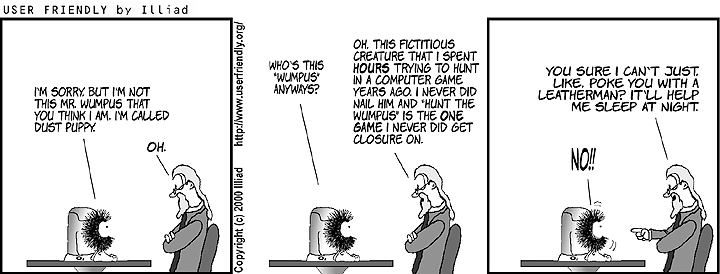 USER FRIENDLY by Illiad
I'M SORRY. BUT I'M NOT
THIS MR. WUMPUS THAT
YOU THINK I AM. I'M CALLED
DUST PUPPY.
OH.
Copyright (c) 2000 Illiad http://www.userfriendly.org/
WHO'S THIS
"WUMPUS"
ANYWAYS?
OH. THIS FICTITIOUS
CREATURE THAT I SPENT
HOURS TRYING TO HUNT
IN A COMPUTER GAME
YEARS AGO. I NEVER DID
NAIL HIM AND "HUNT THE
WUMPUS" IS THE ONE
GAME I NEVER DID GET
CLOSURE ON.
YOU SURE I CAN'T JUST.
LIKE. POKE YOU WITH A
LEATHERMAN? IT'LL HELP
ME SLEEP AT NIGHT.
NO!!